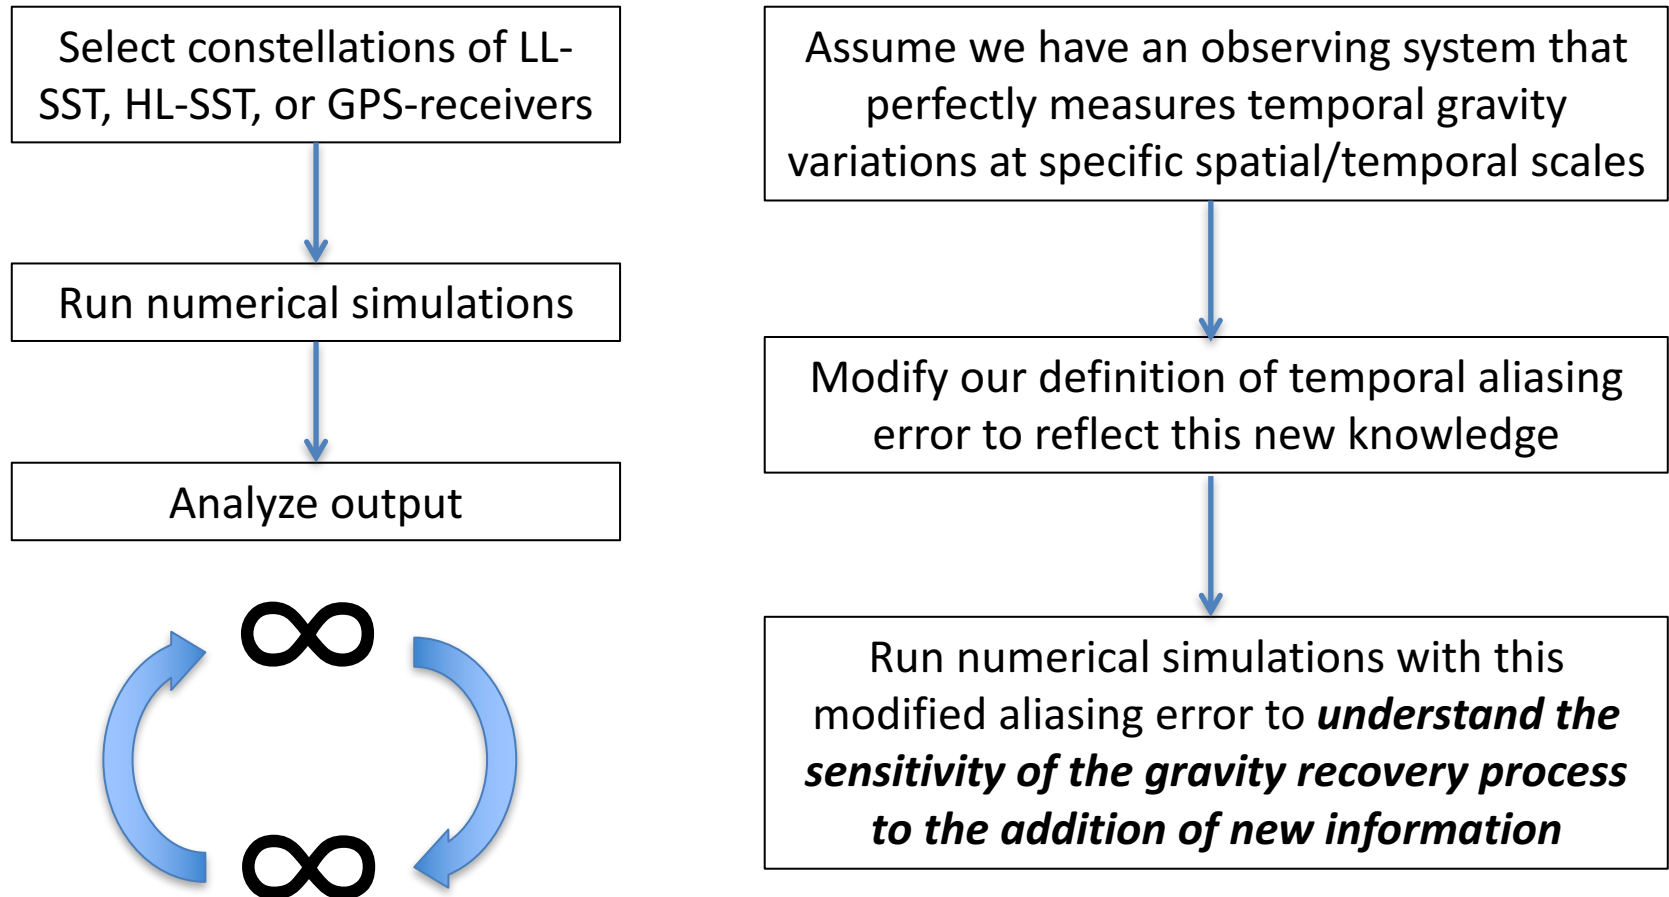 Select constellations of LL-
SST, HL-SST, or GPS-receivers
Run numerical simulations
Analyze output
∞
∞
Assume we have an observing system that
perfectly measures temporal gravity
variations at specific spatial/temporal scales
Modify our definition of temporal aliasing
error to reflect this new knowledge
Run numerical simulations with this
modified aliasing error to understand the
sensitivity of the gravity recovery process
to the addition of new information